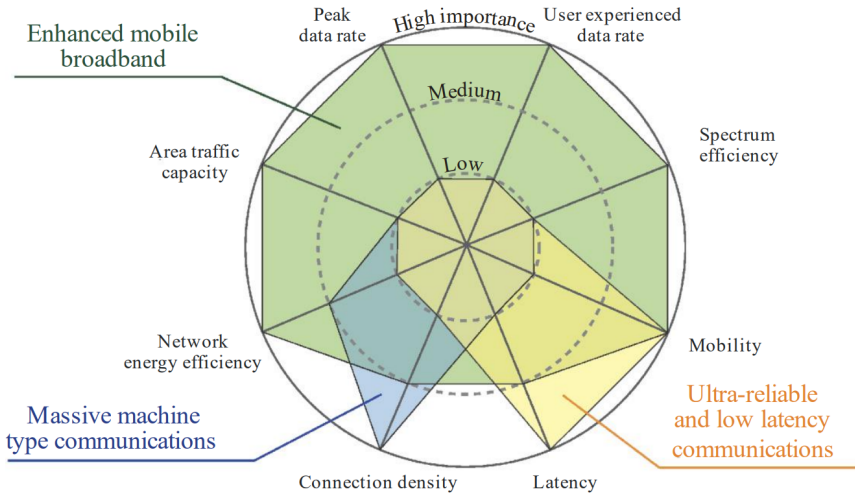 Peak
data rate
High importance
User experienced
data rate
Enhanced mobile
broadband
Medium
Area traffic
capacity
Low
Spectrum
efficiency
Network
energy efficiency
Mobility
Massive machine
type communications
Ultra-reliable
and low latency
communications
Connection density
Latency